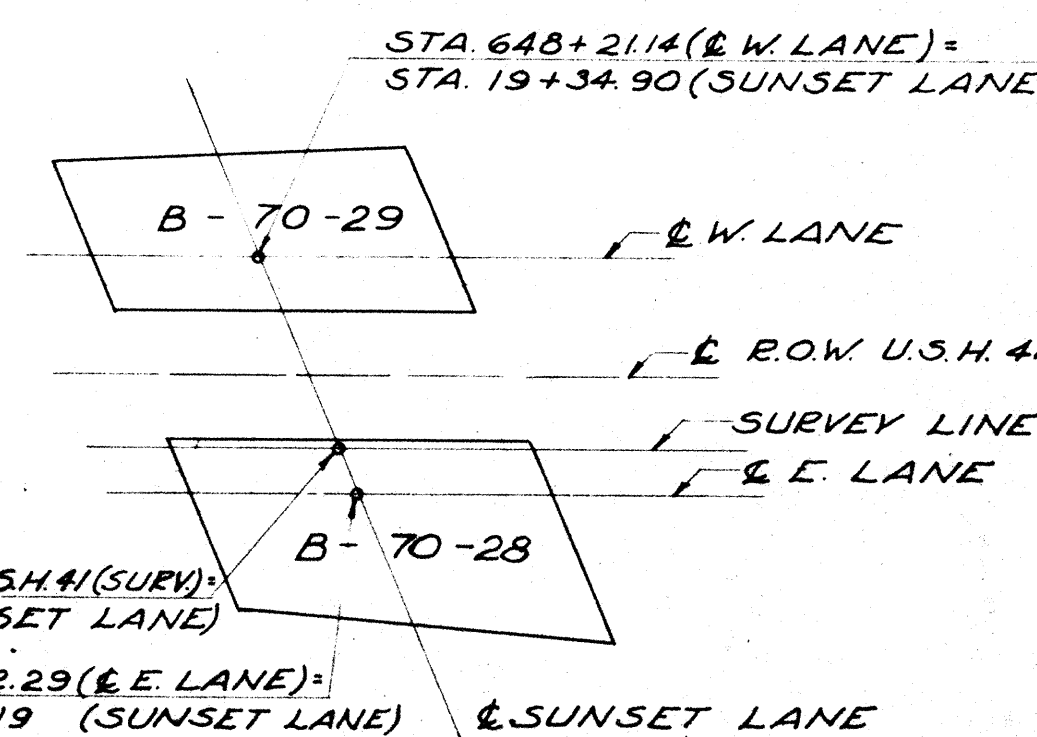 STA. 648+21.14 (℄ W. LANE) =
STA. 19+34.90 (SUNSET LANE
B - 70-29
℄ W. LANE
℄ R.O.W. U.S.H. 4
SURVEY LINE
℄ E. LANE
B - 70-28
S.H. 41 (SURV.) =
SET LANE)
2.29 (℄ E. LANE) =
19 (SUNSET LANE)
℄ SUNSET LANE